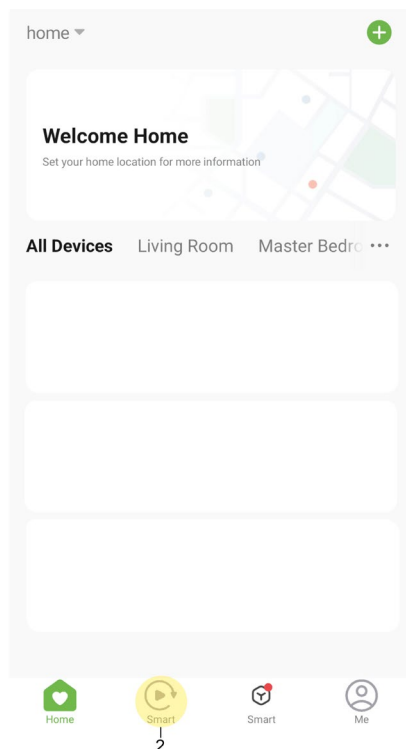 home
Welcome Home
Set your home location for more information
All Devices Living Room Master Bedro ···
Home Smart Smart Me
2